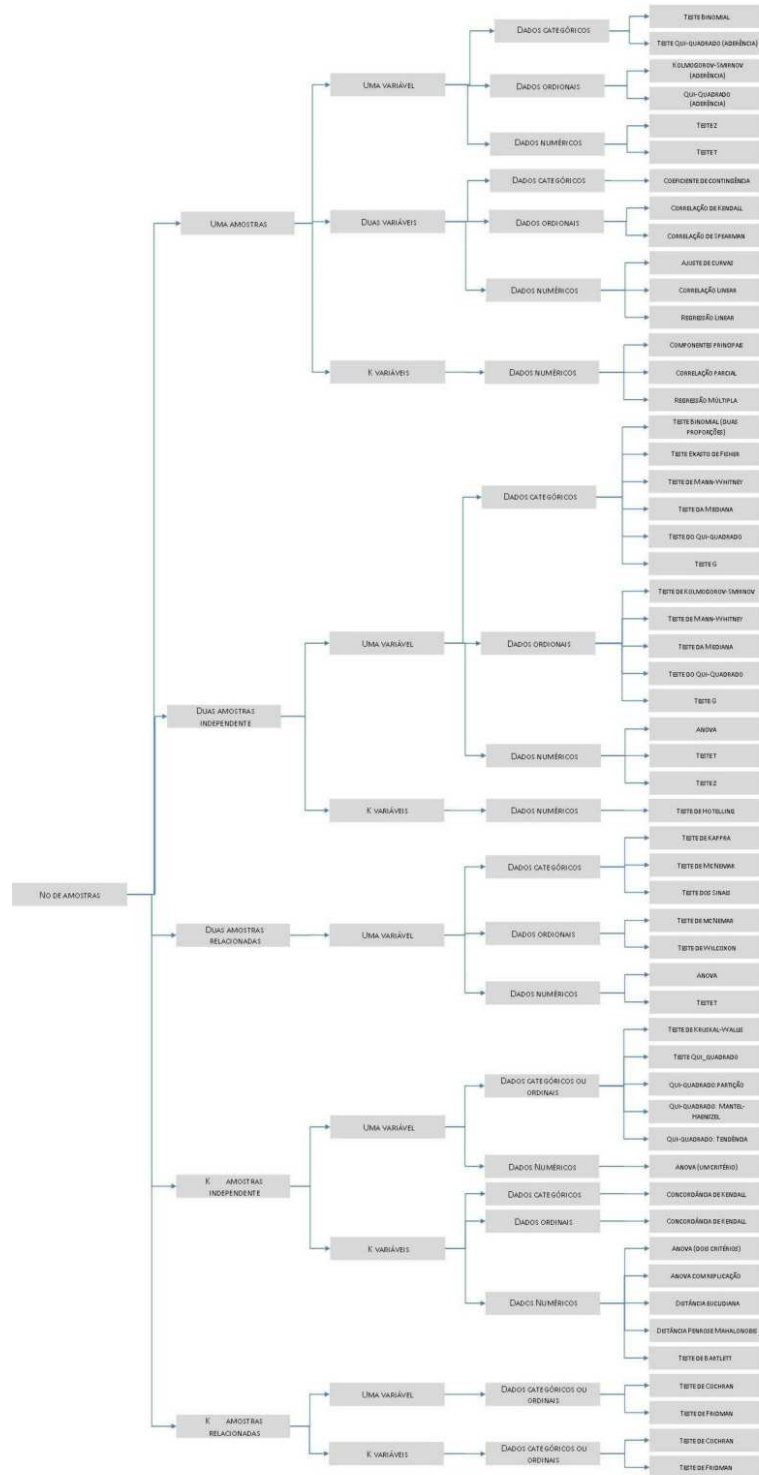 TESTE BINOMIAL
DADOS CATEGÓRICOS
TESTE QUI-QUADRADO (ADERÊNCIA)
KOLMOGOROV-SMIRNOV
(ADERÊNCIA)
UMA VARIÁVEL
DADOS ORDIONAIS
QUI-QUADRADO
(ADERÊNCIA)
TESTE Z
DADOS NUMÉRICOS
TESTE T
DADOS CATEGÓRICOS
COEFICIENTE DE CONTINGÊNCIA
CORRELAÇÃO DE KENDALL
UMA AMOSTRAS
DUAS VARIÁVEIS
DADOS ORDIONAIS
CORRELAÇÃO DE SPEARMAN
AJUSTE DE CURVAS
DADOS NUMÉRICOS
CORRELAÇÃO LINEAR
REGRESSÃO LINEAR
COMPONENTES PRINCIPAIS
K VARIÁVEIS
DADOS NUMÉRICOS
CORRELAÇÃO PARCIAL
REGRESSÃO MÚLTIPLA
TESTE BINOMIAL (DUAS
PROPORÇÕES)
TESTE EXATO DE FISHER
TESTE DE MANN-WHITNEY
DADOS CATEGÓRICOS
TESTE DA MEDIANA
TESTE DO QUI-QUADRADO
TESTE G
TESTE DE KOLMOGOROV-SMIRNOV
TESTE DE MANN-WHITNEY
UMA VARIÁVEL
DADOS ORDIONAIS
TESTE DA MEDIANA
TESTE DO QUI-QUADRADO
TESTE G
DUAS AMOSTRAS
INDEPENDENTE
ANOVA
DADOS NUMÉRICOS
TESTE T
TESTE Z
K VARIÁVEIS
DADOS NUMÉRICOS
TESTE DE HOTELLING
TESTE DE KAPPRA
DADOS CATEGÓRICOS
TESTE DE MCNEMAR
NO DE AMOSTRAS
TESTE DOS SINAIS
TESTE DE MCNEMAR
DUAS AMOSTRAS
RELACIONADAS
UMA VARIÁVEL
DADOS ORDIONAIS
TESTE DE WILCOXON
ANOVA
DADOS NUMÉRICOS
TESTE T
TESTE DE KRUSKAL-WALLIS
TESTE QUI_QUADRADO
DADOS CATEGÓRICOS OU
ORDINAIS
QUI-QUADRADO PARTIÇÃO
UMA VARIÁVEL
QUI-QUADRADO: MANTEL-
HAENZEL
QUI-QUADRADO: TENDÊNCIA
DADOS NUMÉRICOS
ANOVA (UM CRITÉRIO)
K AMOSTRAS
INDEPENDENTE
DADOS CATEGÓRICOS
CONCORDÂNCIA DE KENDALL
DADOS ORDINAIS
CONCORDÂNCIA DE KENDALL
K VARIÁVEIS
ANOVA (DOIS CRITÉRIOS)
ANOVA COM REPLICAÇÃO
DADOS NUMÉRICOS
DISTÂNCIA EUCLIDIANA
DISTÂNCIA PENROSE MAHALONOBIS
TESTE DE BARTLETT
UMA VARIÁVEL
DADOS CATEGÓRICOS OU
ORDINAIS
TESTE DE COCHRAN
TESTE DE FRIDMAN
K AMOSTRAS
RELACIONADAS
K VARIÁVEIS
DADOS CATEGÓRICOS OU
ORDINAIS
TESTE DE COCHRAN
TESTE DE FRIDMAN